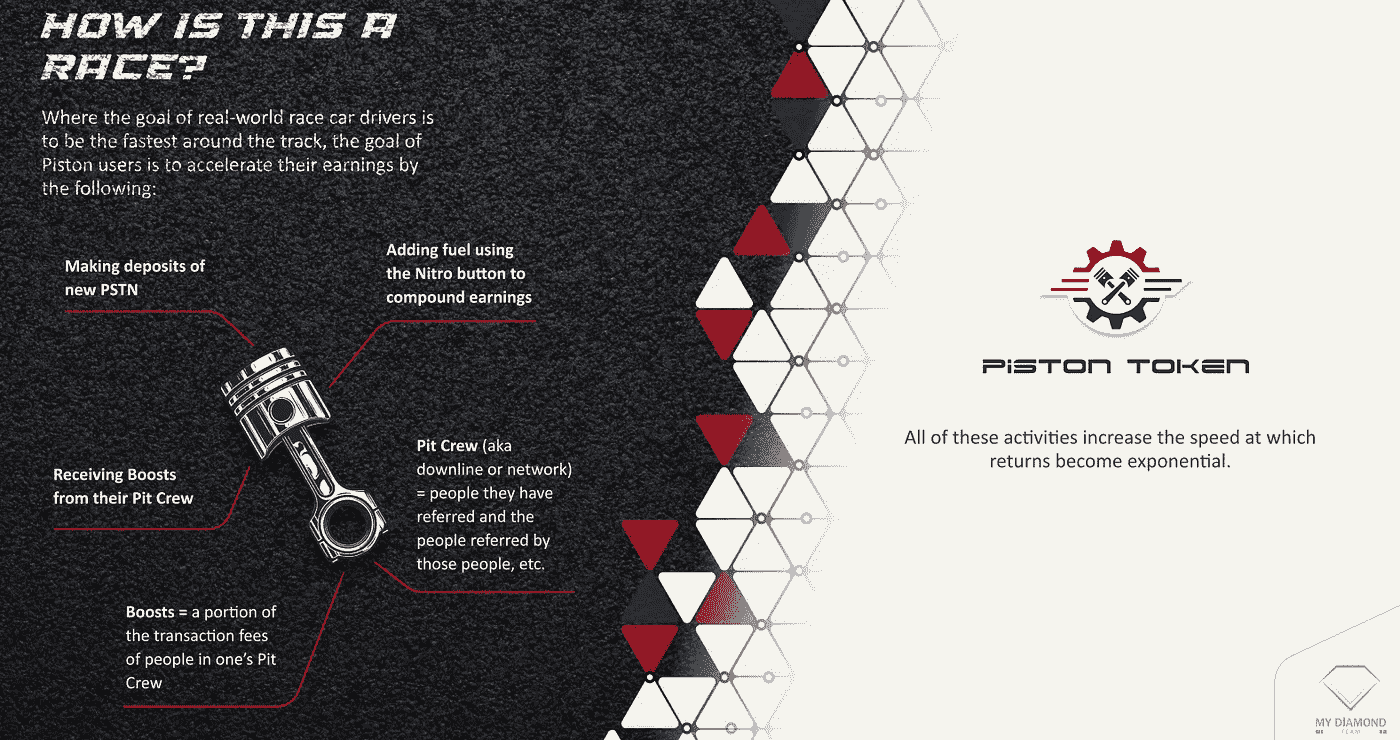 HOW IS THIS A
RACE?
Where the goal of real-world race car drivers is
to be the fastest around the track, the goal of
Piston users is to accelerate their earnings by
the following:
Making deposits of
new PSTN
Adding fuel using
the Nitro button to
compound earnings
Receiving Boosts
from their Pit Crew
Pit Crew (aka
downline or network)
= people they have
referred and the
people referred by
those people, etc.
Boosts = a portion of
the transaction fees
of people in one's Pit
Crew
PISTON TOKEN
All of these activities increase the speed at which
returns become exponential.
MY DIAMOND
TEAM